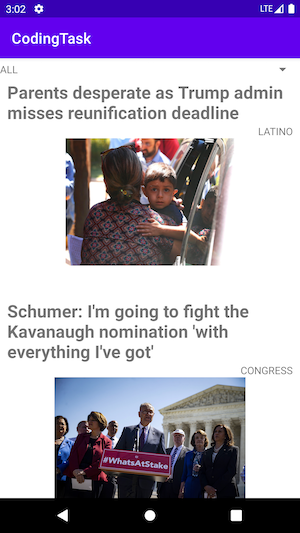 3:02
LTE
CodingTask
ALL
Parents desperate as Trump admin
misses reunification deadline
LATINO
Schumer: I'm going to fight the
Kavanaugh nomination 'with
everything I've got'
CONGRESS
#WhatsAtStake